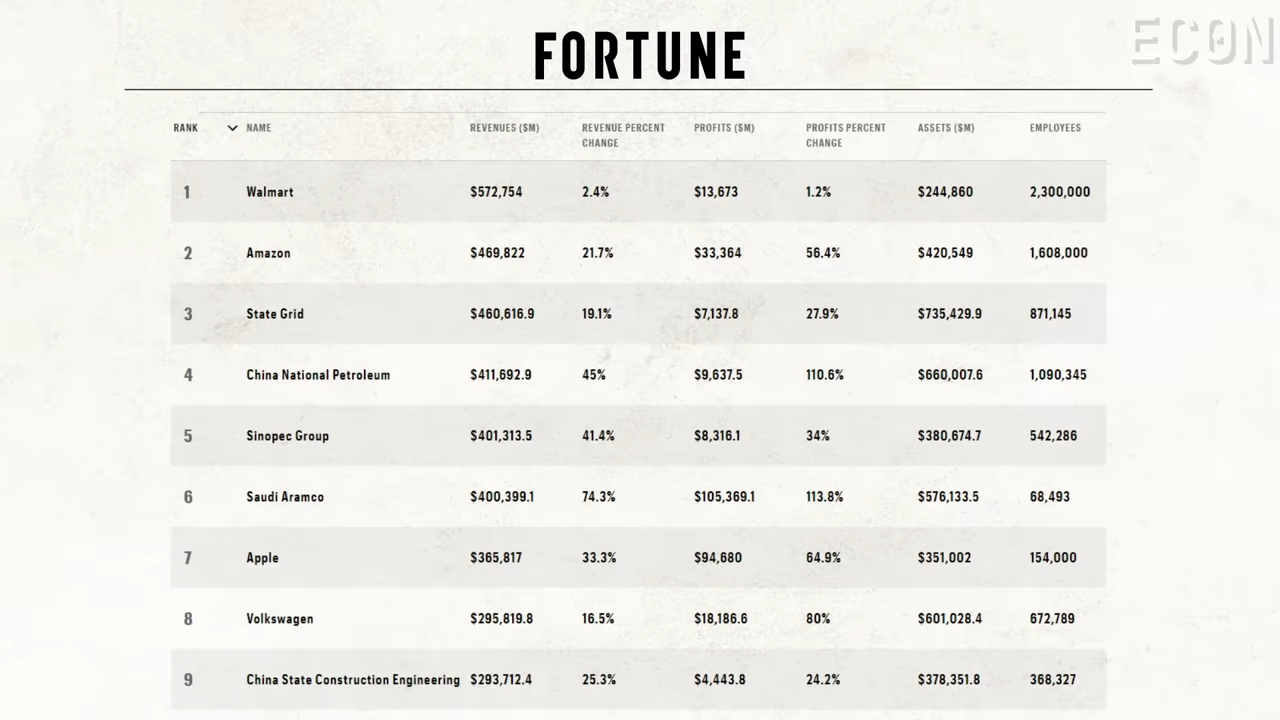 ECON
FORTUNE
RANK NAME REVENUES ($M) REVENUE PERCENT CHANGE PROFITS ($M) PROFITS PERCENT CHANGE ASSETS ($M) EMPLOYEES
1 Walmart $572,754 2.4% $13,673 1.2% $244,860 2,300,000
2 Amazon $469,822 21.7% $33,364 56.4% $420,549 1,608,000
3 State Grid $460,616.9 19.1% $7,137.8 27.9% $735,429.9 871,145
4 China National Petroleum $411,692.9 45% $9,637.5 110.6% $660,007.6 1,090,345
5 Sinopec Group $401,313.5 41.4% $8,316.1 34% $380,674.7 542,286
6 Saudi Aramco $400,399.1 74.3% $105,369.1 113.8% $576,133.5 68,493
7 Apple $365,817 33.3% $94,680 64.9% $351,002 154,000
8 Volkswagen $295,819.8 16.5% $18,186.6 80% $601,028.4 672,789
9 China State Construction Engineering $293,712.4 25.3% $4,443.8 24.2% $378,351.8 368,327